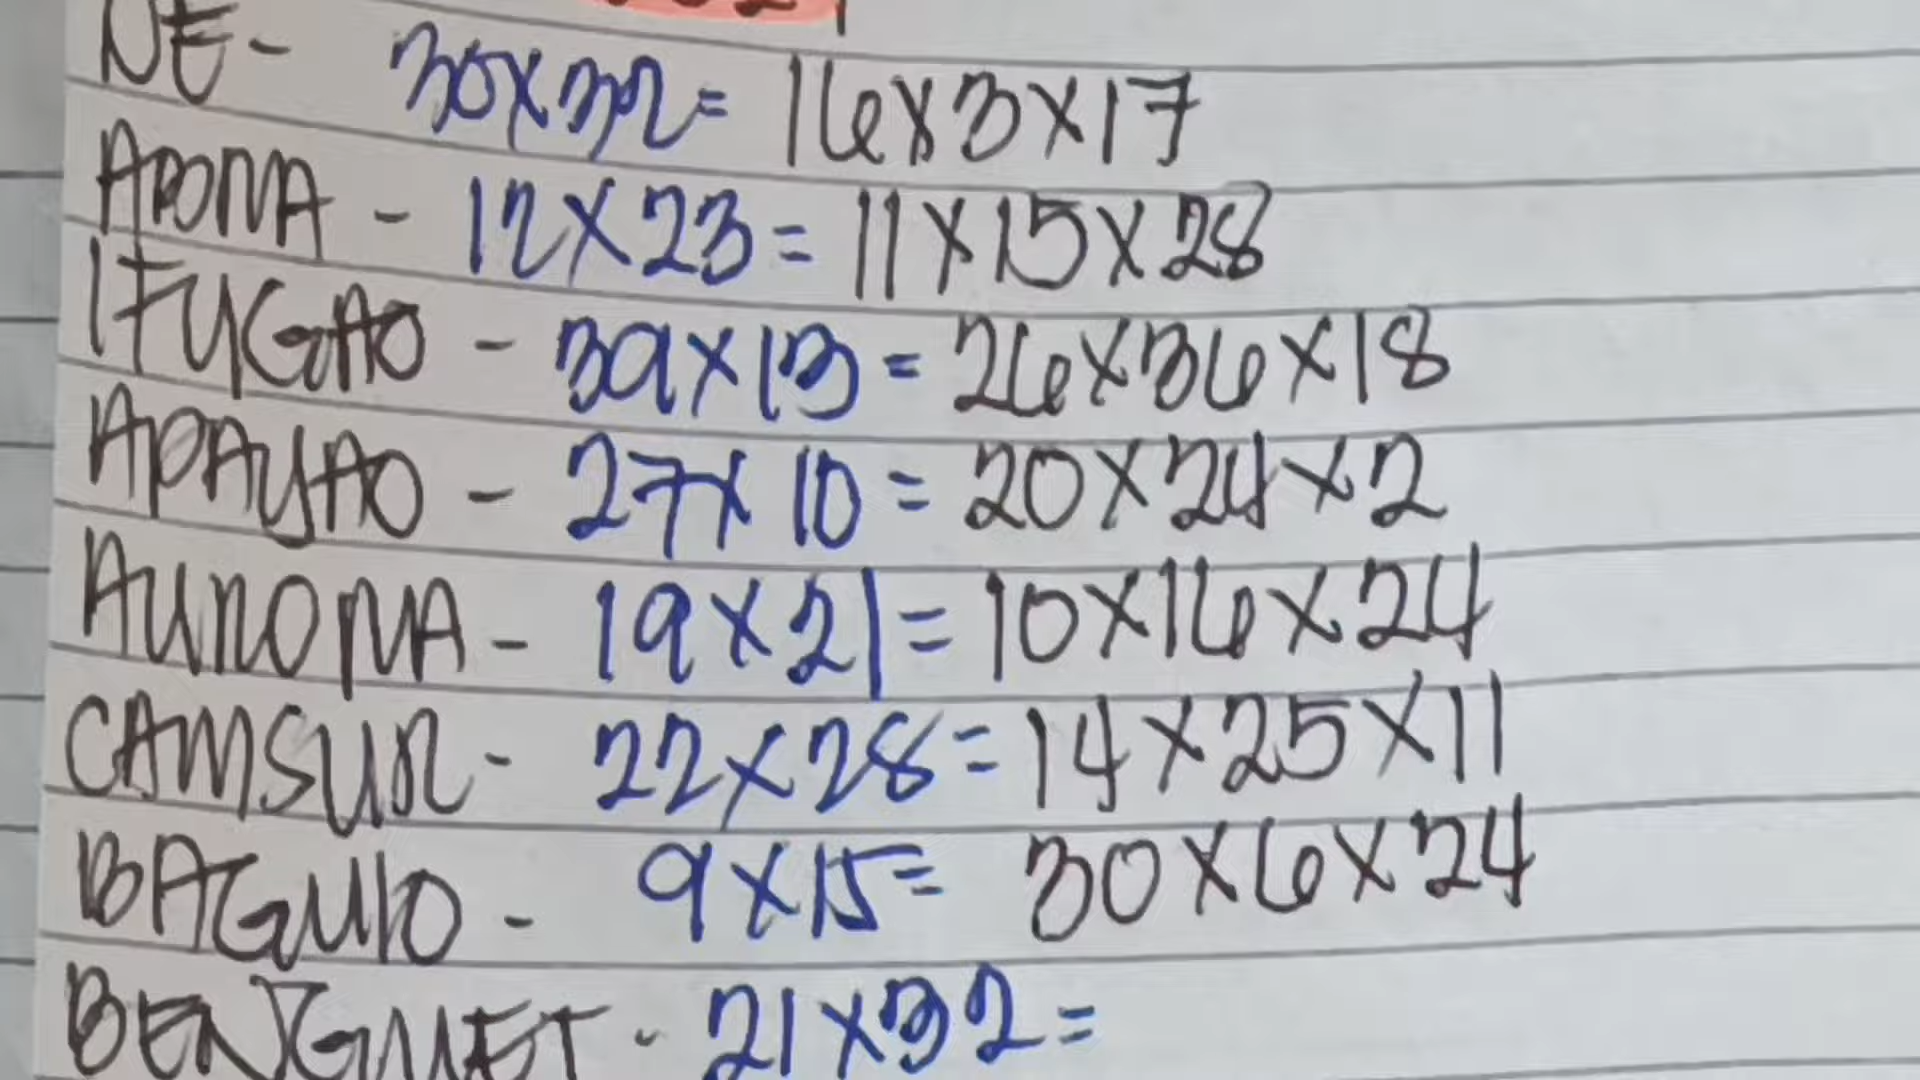 NE - 30x32= 16x3x17
ABRA - 12x23= 11x15x28
IFUGAO - 39x13= 26x36x18
APAYAO - 27x10= 20x24x2
AURORA - 19x21= 10x16x24
CAMSUR - 22x28= 14x25x11
BAGUIO - 9x15= 30x6x24
BENGUET - 21x32=